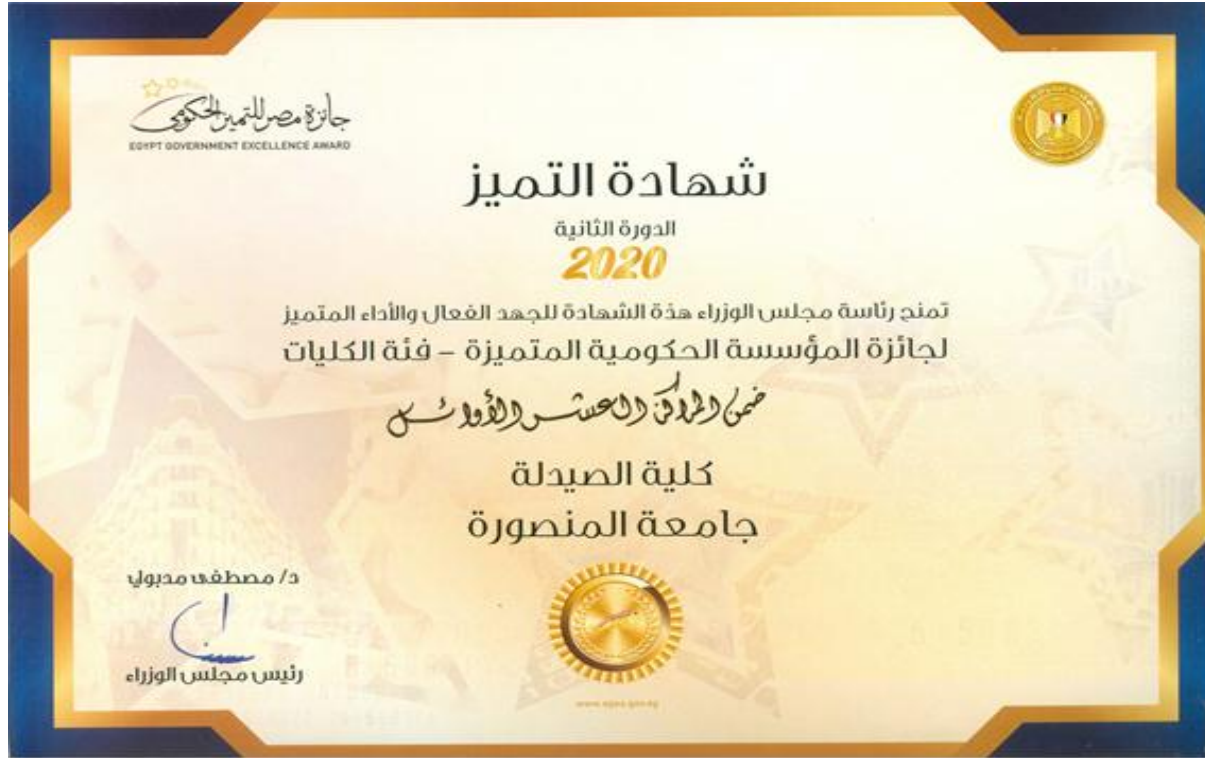 جائزة مصر للتميز الحكومي
EGYPT GOVERNMENT EXCELLENCE AWARD
شهادة التميز
الدورة الثانية
2020
تمنح رئاسة مجلس الوزراء هذة الشهادة للجهد الفعال والأداء المتميز
لجائزة المؤسسة الحكومية المتميزة – فئة الكليات
ضمن المراكز العشر الأوائل
كلية الصيدلة
جامعة المنصورة
د/ مصطفى مدبولي
رئيس مجلس الوزراء